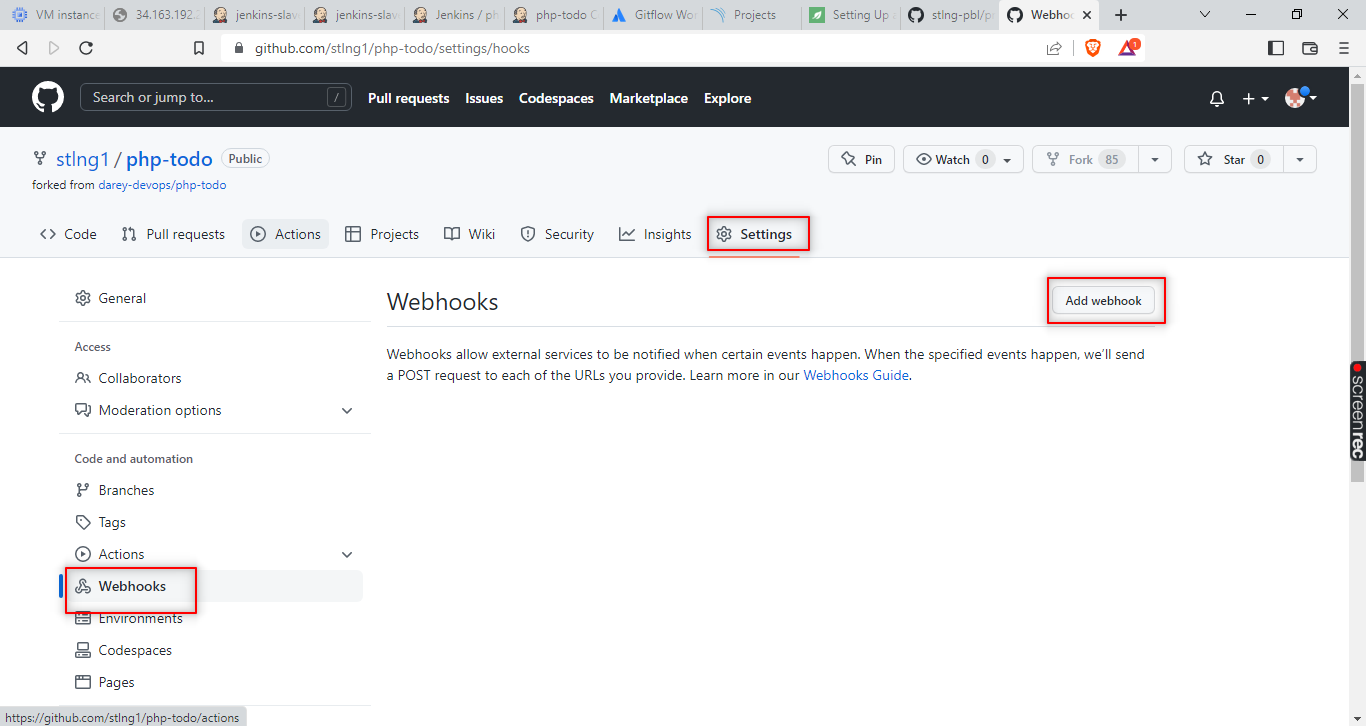 VM instance
34.163.192.2
jenkins-slav
jenkins-slav
Jenkins / ph
php-todo C
Gitflow Wor
Projects
Setting Up a
stlng-pbl/p
Webhoo
github.com/stlng1/php-todo/settings/hooks
1
Search or jump to...
/
Pull requests
Issues
Codespaces
Marketplace
Explore
stlng1 / php-todo
Public
Pin
Watch 0
Fork 85
Star 0
forked from darey-devops/php-todo
Code
Pull requests
Actions
Projects
Wiki
Security
Insights
Settings
General
Access
Collaborators
Moderation options
Code and automation
Branches
Tags
Actions
Webhooks
Environments
Codespaces
Pages
Webhooks
Add webhook
Webhooks allow external services to be notified when certain events happen. When the specified events happen, we'll send
a POST request to each of the URLs you provide. Learn more in our Webhooks Guide.
screenrec
https://github.com/stlng1/php-todo/actions